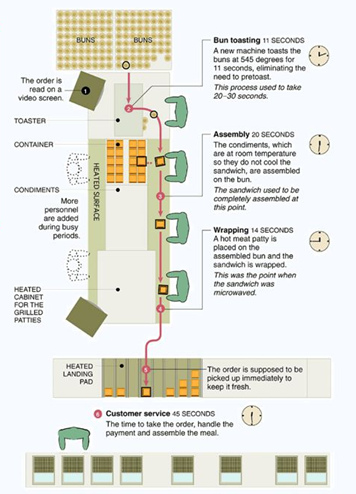 BUNS
BUNS
The order is
read on a
video screen.
1
TOASTER
CONTAINER
CONDIMENTS
More
personnel
are added
during busy
periods.
HEATED SURFACE
HEATED
CABINET
FOR THE
GRILLED
PATTIES
2
Bun toasting 11 SECONDS
A new machine toasts the
buns at 545 degrees for
11 seconds, eliminating the
need to pretoast.
This process used to take
20–30 seconds.
Assembly 20 SECONDS
The condiments, which
are at room temperature
so they do not cool the
sandwich, are assembled
on the bun.
The sandwich used to be
completely assembled at
this point.
3
Wrapping 14 SECONDS
A hot meat patty is
placed on the
assembled bun and the
sandwich is wrapped.
This was the point when
the sandwich was
microwaved.
4
HEATED
LANDING
PAD
5
The order is supposed to be
picked up immediately to
keep it fresh.
6 Customer service 45 SECONDS
The time to take the order, handle the
payment and assemble the meal.